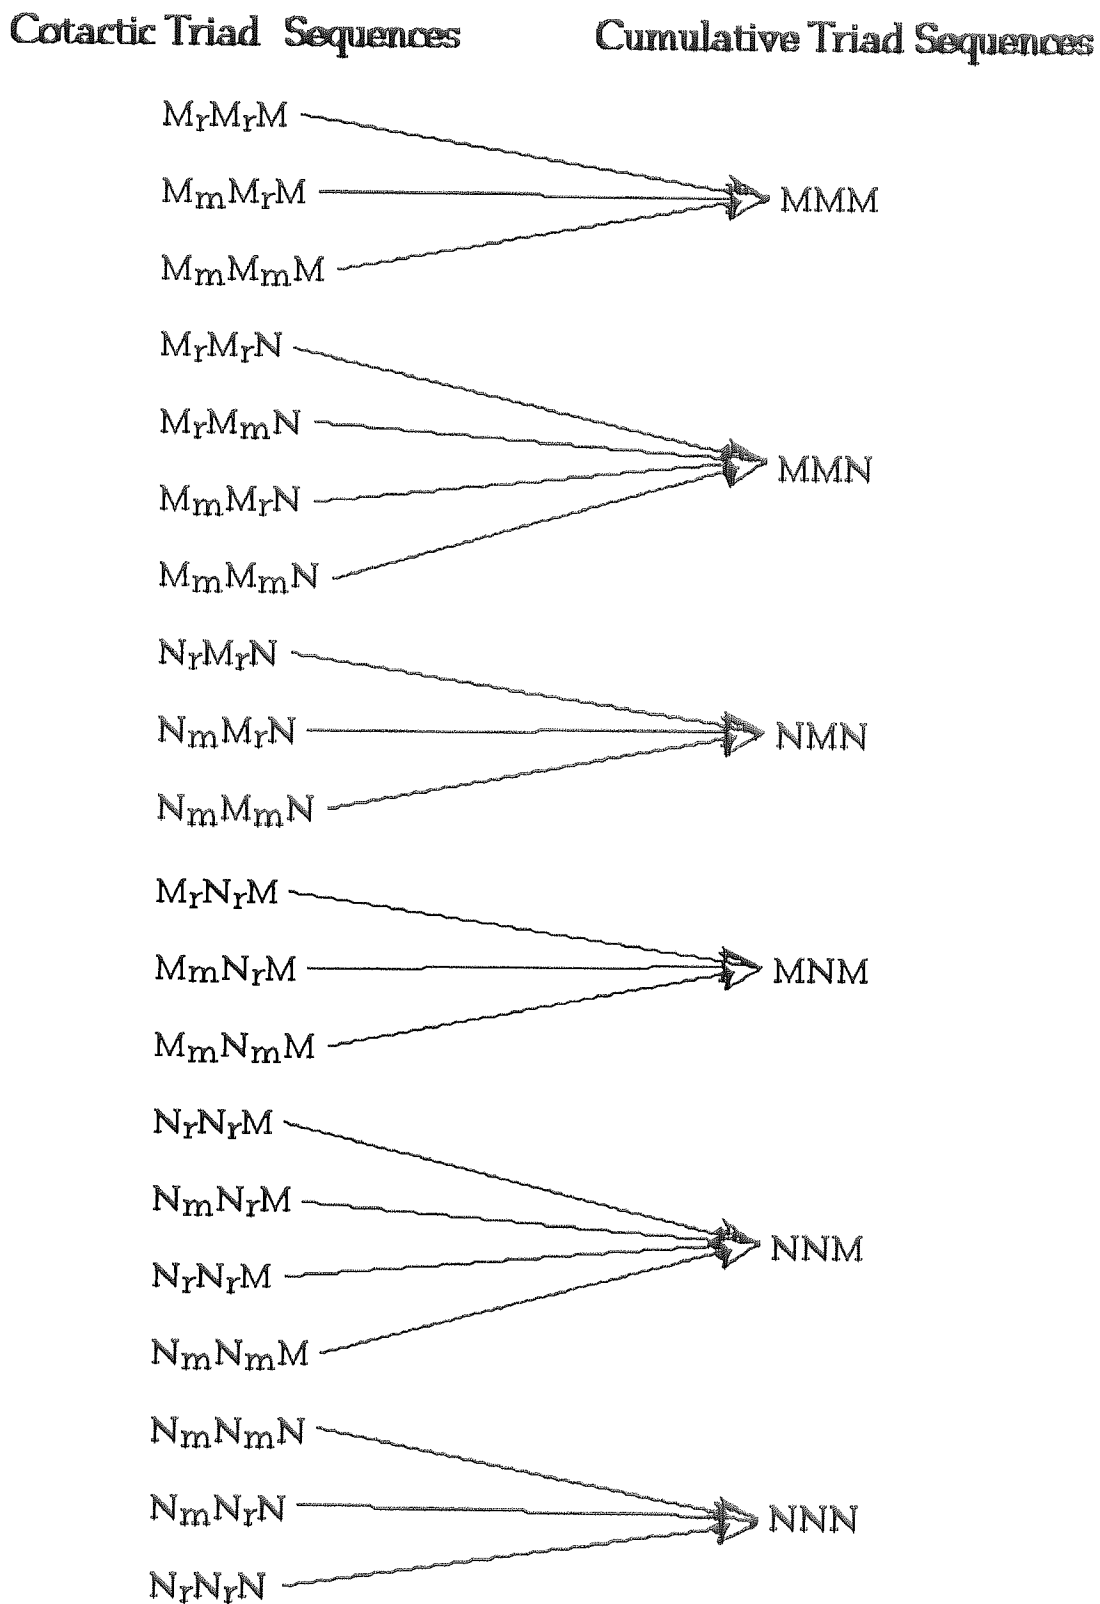 Cotactic Triad Sequences Cumulative Triad Sequences
MrMrM
MmMrM MMM
MmMmM
MrMrN
MrMmN
MMN
MmMrN
MmMmN
NrMrN
NmMrN NMN
NmMmN
MrNrM
MmNrM MNM
MmNmM
NrNrM
NmNrM
NNM
NrNrM
NmNmM
NmNmN
NmNrN NNN
NrNrN